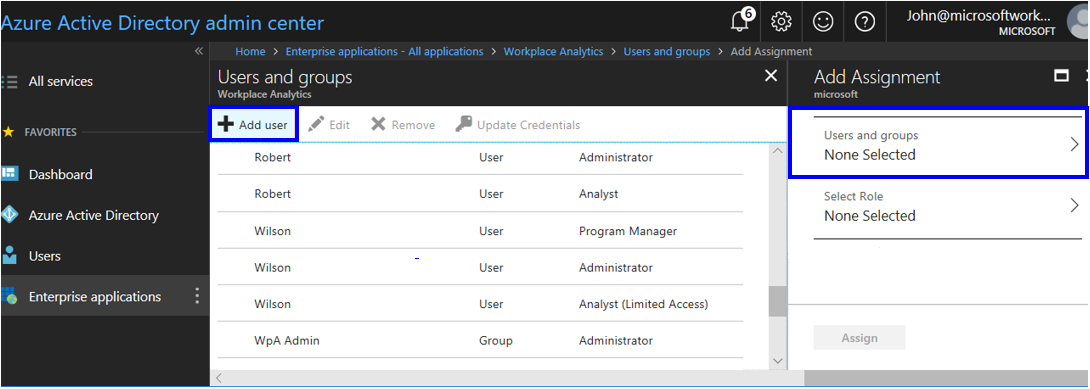 Azure Active Directory admin center
6
John@microsoftwork...
MICROSOFT
Home > Enterprise applications - All applications > Workplace Analytics > Users and groups > Add Assignment
All services
FAVORITES
Dashboard
Azure Active Directory
Users
Enterprise applications
Users and groups
Workplace Analytics
Add user Edit Remove Update Credentials
Robert User Administrator
Robert User Analyst
Wilson User Program Manager
Wilson User Administrator
Wilson User Analyst (Limited Access)
WpA Admin Group Administrator
Add Assignment
microsoft
Users and groups
None Selected
Select Role
None Selected
Assign